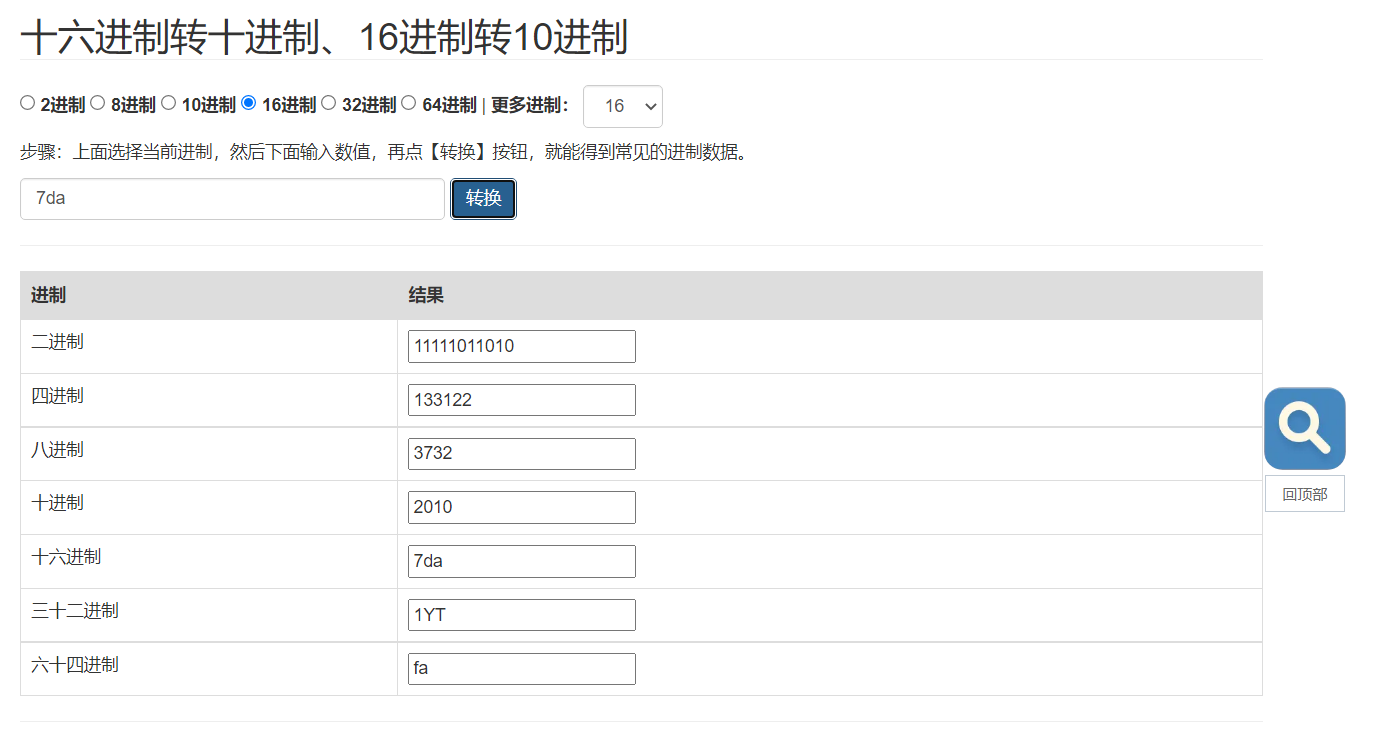 十六进制转十进制、16进制转10进制
2进制 8进制 10进制 16进制 32进制 64进制 | 更多进制： 16
步骤：上面选择当前进制，然后下面输入数值，再点【转换】按钮，就能得到常见的进制数据。
7da 转换
进制 结果
二进制 11111011010
四进制 133122
八进制 3732
十进制 2010
十六进制 7da
三十二进制 1YT
六十四进制 fa
回顶部